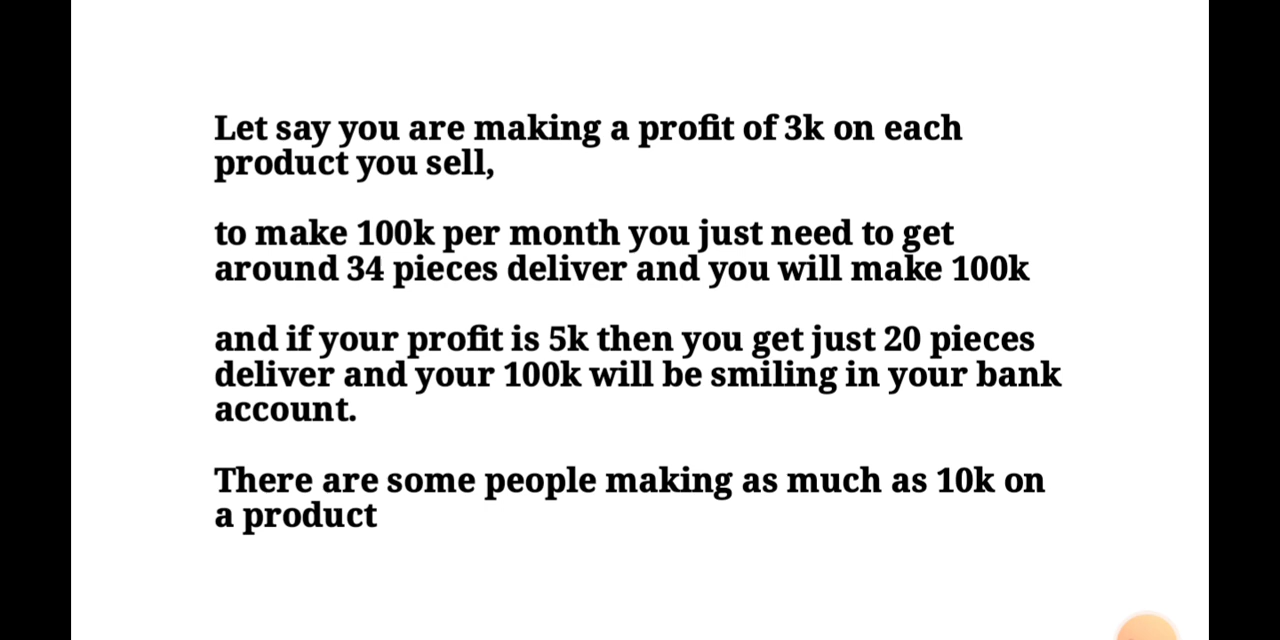 Let say you are making a profit of 3k on each
product you sell,
to make 100k per month you just need to get
around 34 pieces deliver and you will make 100k
and if your profit is 5k then you get just 20 pieces
deliver and your 100k will be smiling in your bank
account.
There are some people making as much as 10k on
a product